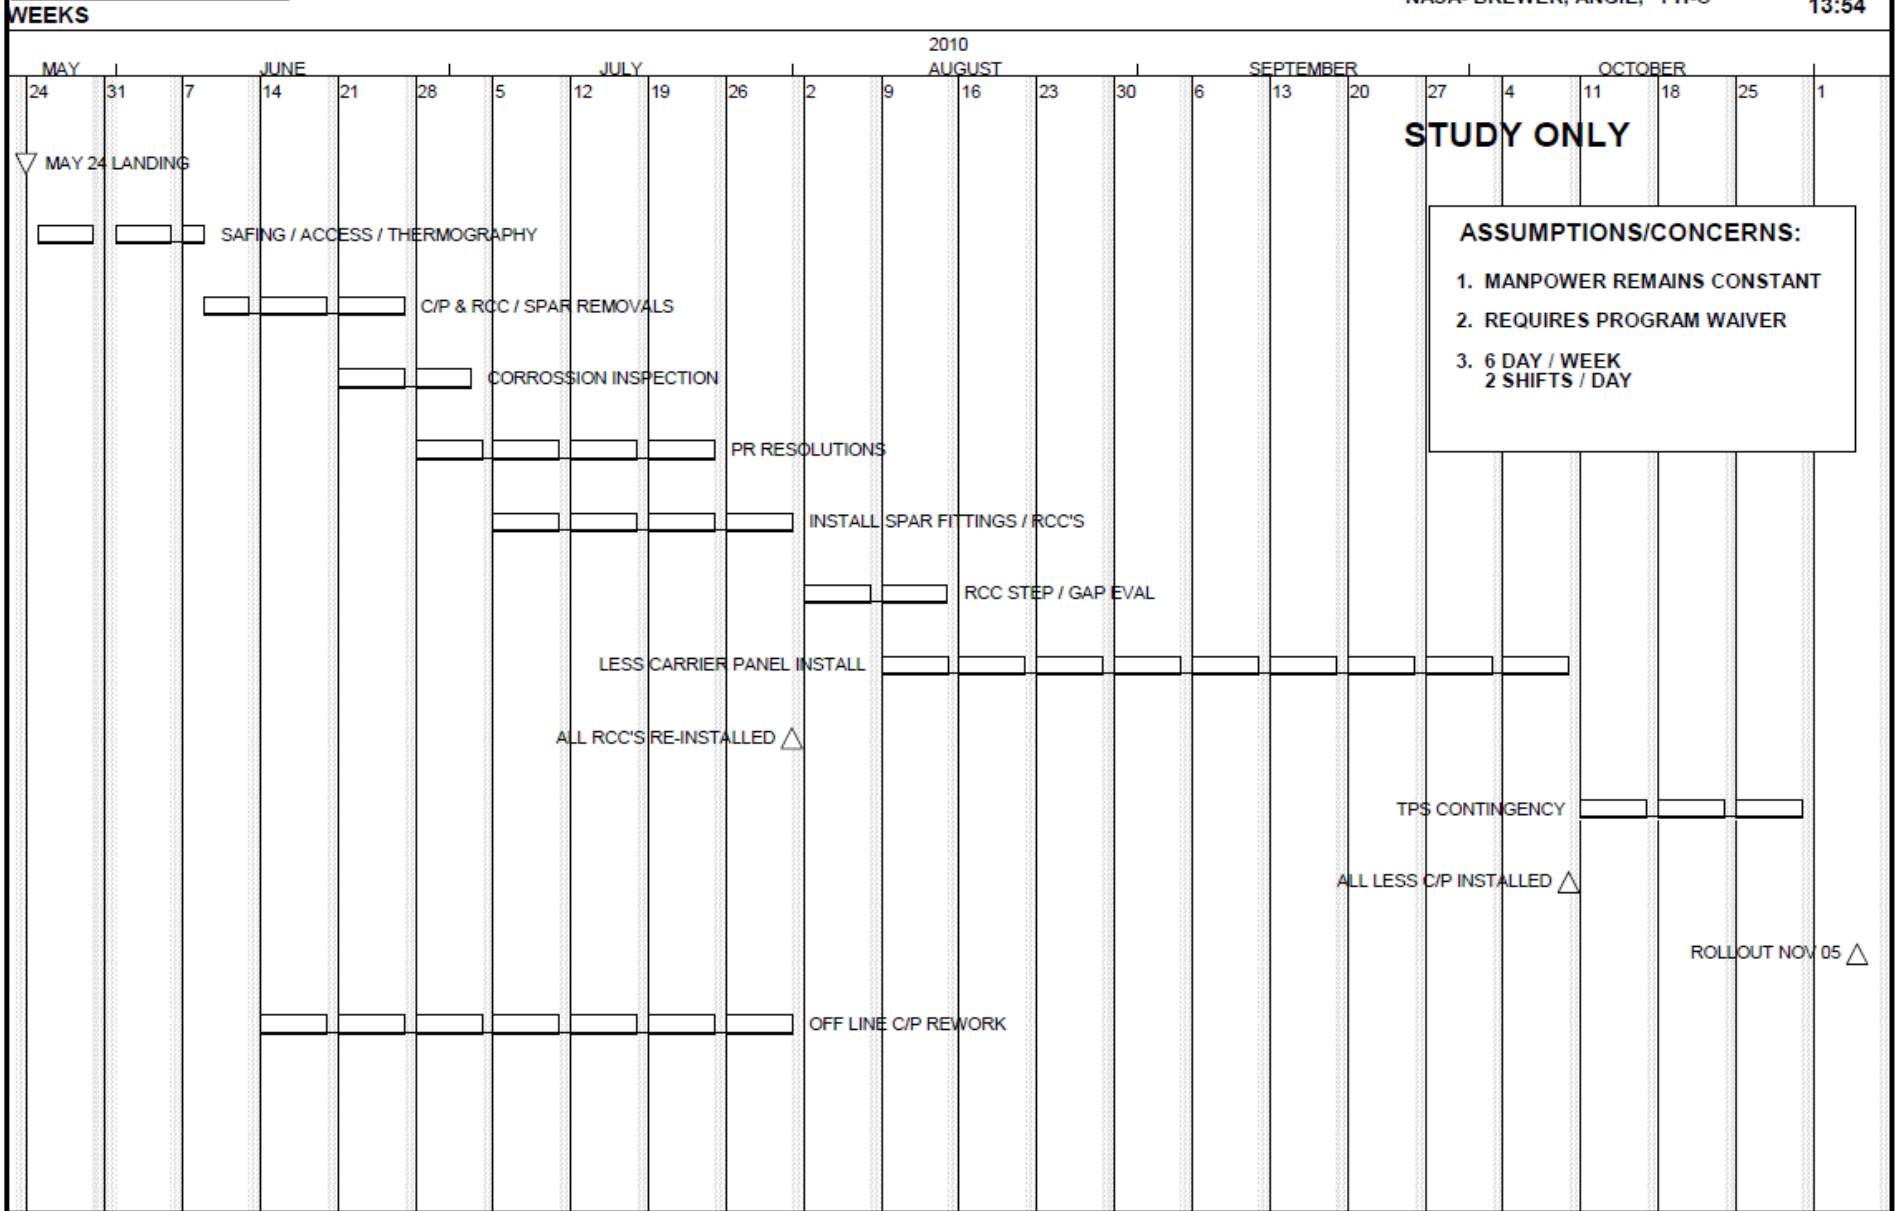 WEEKS
13:54
2010
MAY JUNE JULY AUGUST SEPTEMBER OCTOBER
24 31 7 14 21 28 5 12 19 26 2 9 16 23 30 6 13 20 27 4 11 18 25 1
STUDY ONLY
MAY 24 LANDING
SAFING / ACCESS / THERMOGRAPHY
ASSUMPTIONS/CONCERNS:
1. MANPOWER REMAINS CONSTANT
2. REQUIRES PROGRAM WAIVER
3. 6 DAY / WEEK
2 SHIFTS / DAY
C/P & RCC / SPAR REMOVALS
CORROSSION INSPECTION
PR RESOLUTIONS
INSTALL SPAR FITTINGS / RCC'S
RCC STEP / GAP EVAL
LESS CARRIER PANEL INSTALL
ALL RCC'S RE-INSTALLED
TPS CONTINGENCY
ALL LESS C/P INSTALLED
ROLLOUT NOV 05
OFF LINE C/P REWORK